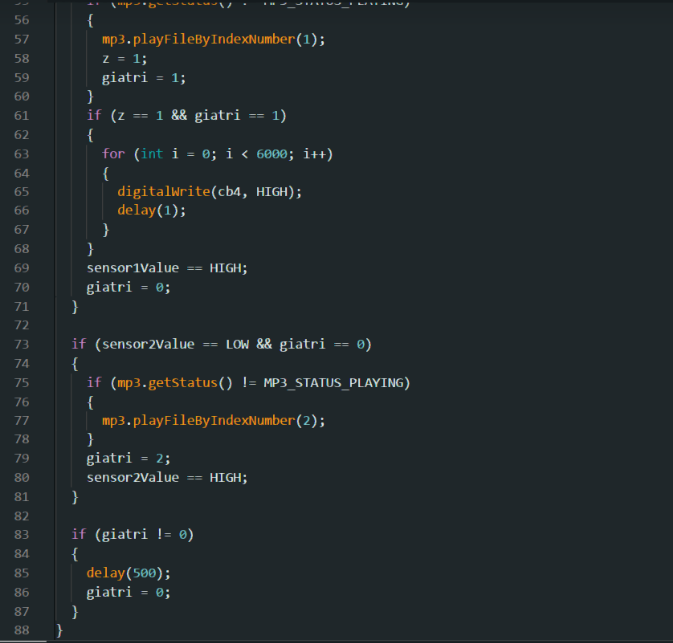 56 {
57 mp3.playFileByIndexNumber(1);
58 z = 1;
59 giatri = 1;
60 }
61 if (z == 1 && giatri == 1)
62 {
63 for (int i = 0; i < 6000; i++)
64 {
65 digitalWrite(cb4, HIGH);
66 delay(1);
67 }
68 }
69 sensor1Value == HIGH;
70 giatri = 0;
71 }
72
73 if (sensor2Value == LOW && giatri == 0)
74 {
75 if (mp3.getStatus() != MP3_STATUS_PLAYING)
76 {
77 mp3.playFileByIndexNumber(2);
78 }
79 giatri = 2;
80 sensor2Value == HIGH;
81 }
82
83 if (giatri != 0)
84 {
85 delay(500);
86 giatri = 0;
87 }
88 }